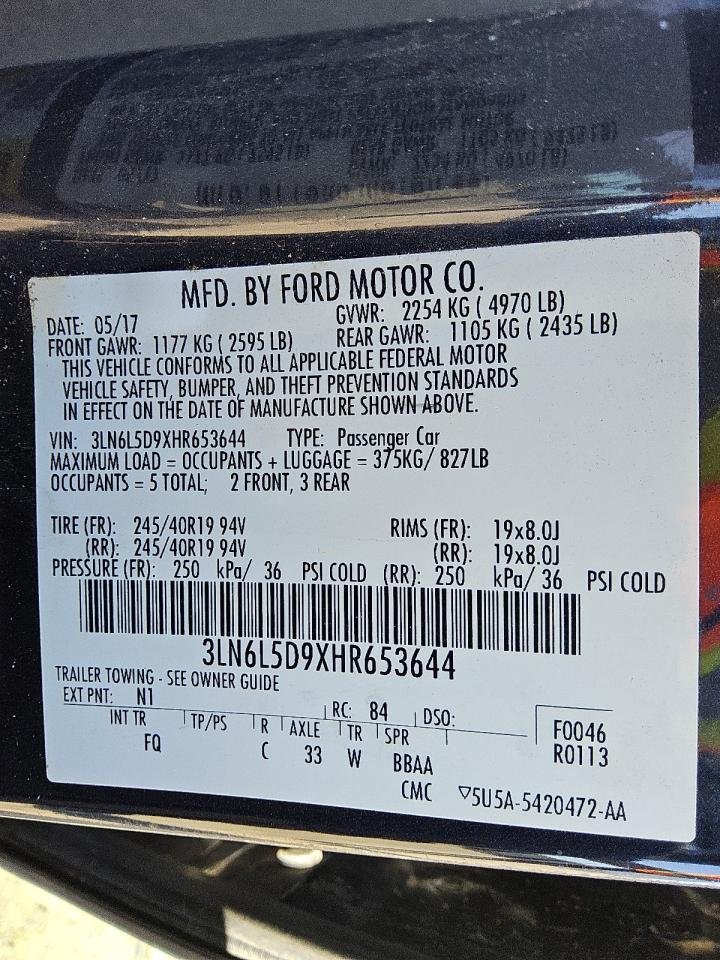 MFD. BY FORD MOTOR CO.
DATE: 05/17 GVWR: 2254 KG ( 4970 LB)
FRONT GAWR: 1177 KG ( 2595 LB) REAR GAWR: 1105 KG ( 2435 LB)
THIS VEHICLE CONFORMS TO ALL APPLICABLE FEDERAL MOTOR
VEHICLE SAFETY, BUMPER, AND THEFT PREVENTION STANDARDS
IN EFFECT ON THE DATE OF MANUFACTURE SHOWN ABOVE.
VIN: 3LN6L5D9XHR653644 TYPE: Passenger Car
MAXIMUM LOAD = OCCUPANTS + LUGGAGE = 375KG/ 827LB
OCCUPANTS = 5 TOTAL; 2 FRONT, 3 REAR
TIRE (FR): 245/40R19 94V RIMS (FR): 19x8.0J
(RR): 245/40R19 94V (RR): 19x8.0J
PRESSURE (FR): 250 kPa/ 36 PSI COLD (RR): 250 kPa/ 36 PSI COLD
3LN6L5D9XHR653644
TRAILER TOWING - SEE OWNER GUIDE
EXT PNT: N1 RC: 84 DSO:
INT TR TP/PS R AXLE TR SPR F0046
FQ C 33 W BBAA R0113
CMC ▽5U5A-5420472-AA